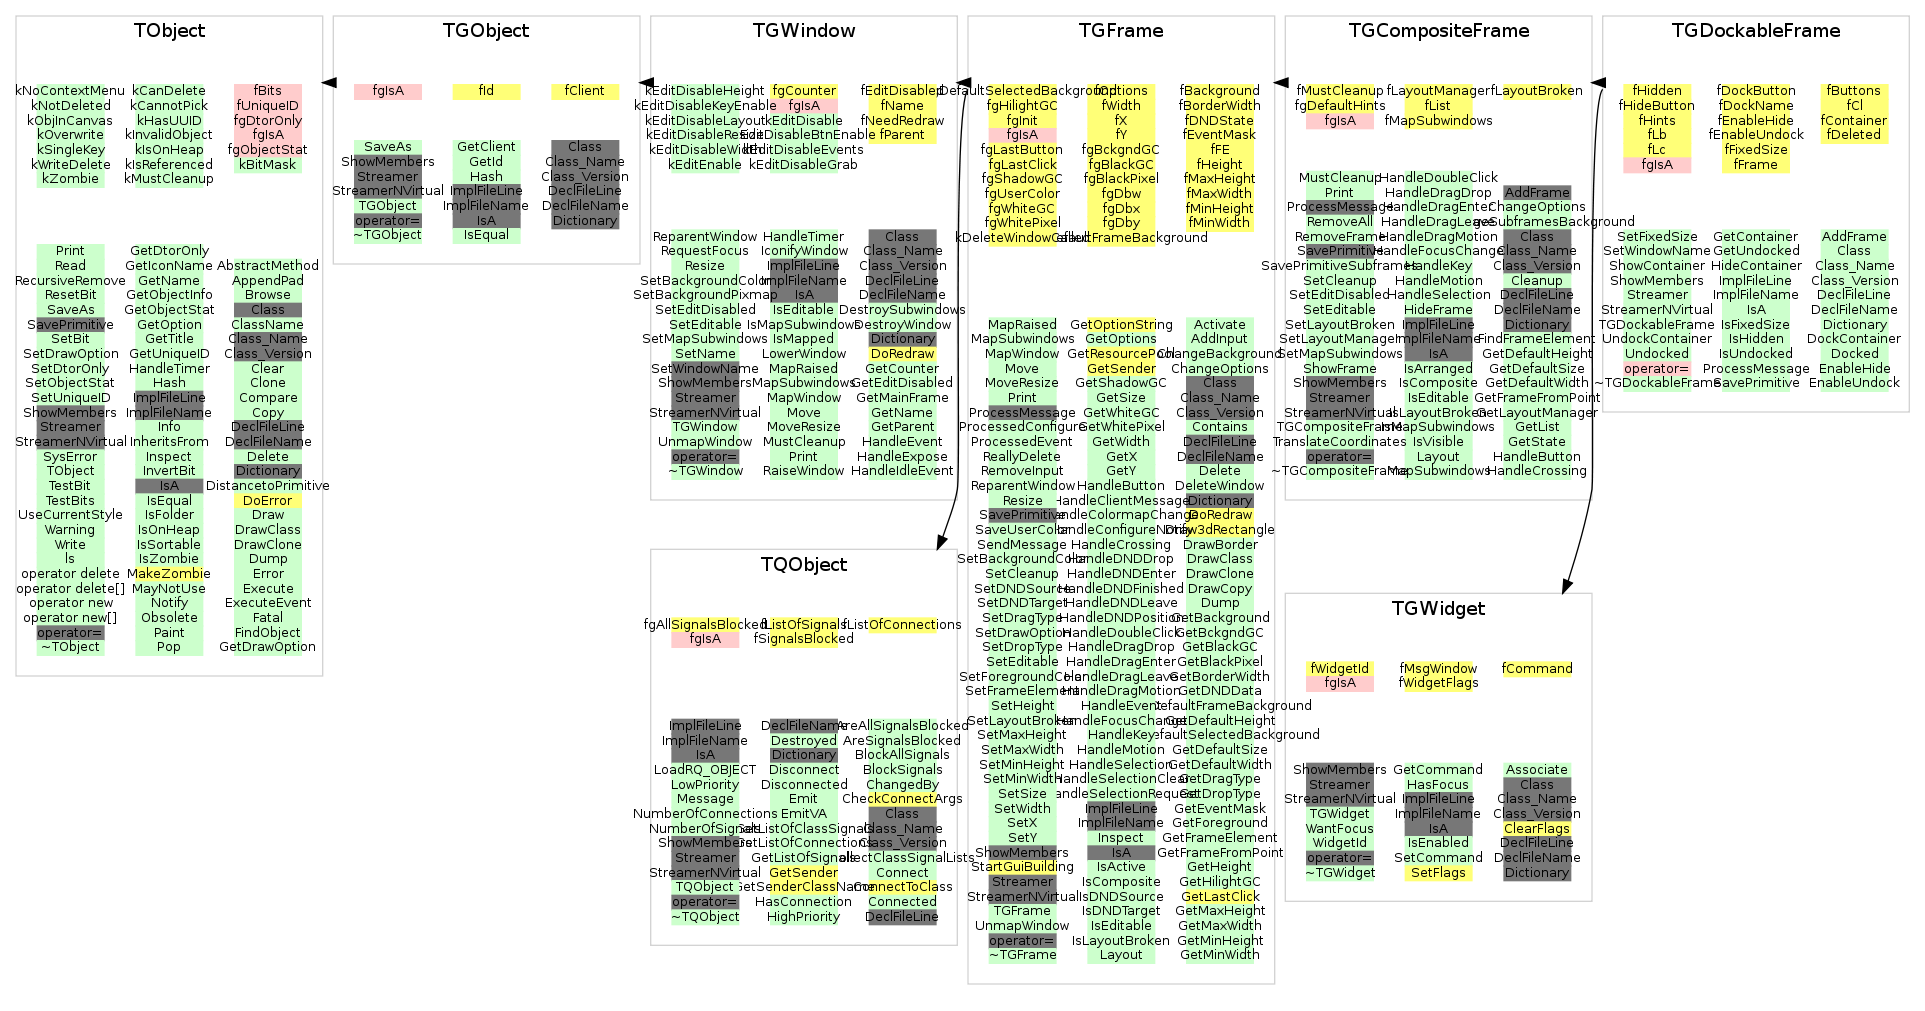 TObject
kNoContextMenu
kNotDeleted
kObjInCanvas
kOverwrite
kSingleKey
kWriteDelete
kZombie
kCanDelete
kCannotPick
kHasUUID
kInvalidObject
kIsOnHeap
kIsReferenced
kMustCleanup
fBits
fUniqueID
fgDtorOnly
fgIsA
fgObjectStat
kBitMask
Print
Read
RecursiveRemove
ResetBit
SaveAs
SavePrimitive
SetBit
SetDrawOption
SetDtorOnly
SetObjectStat
SetUniqueID
ShowMembers
Streamer
StreamerNVirtual
SysError
TObject
TestBit
TestBits
UseCurrentStyle
Warning
Write
ls
operator delete
operator delete[]
operator new
operator new[]
operator=
~TObject
GetDtorOnly
GetIconName
GetName
GetObjectInfo
GetObjectStat
GetOption
GetTitle
GetUniqueID
HandleTimer
Hash
ImplFileLine
ImplFileName
Info
InheritsFrom
Inspect
InvertBit
IsA
IsEqual
IsFolder
IsOnHeap
IsSortable
IsZombie
MakeZombie
MayNotUse
Notify
Obsolete
Paint
Pop
AbstractMethod
AppendPad
Browse
Class
ClassName
Class_Name
Class_Version
Clear
Clone
Compare
Copy
DeclFileLine
DeclFileName
Delete
Dictionary
DistancetoPrimitive
DoError
Draw
DrawClass
DrawClone
Dump
Error
Execute
ExecuteEvent
Fatal
FindObject
GetDrawOption
TGObject
fgIsA
fId
fClient
SaveAs
ShowMembers
Streamer
StreamerNVirtual
TGObject
operator=
~TGObject
GetClient
GetId
Hash
ImplFileLine
ImplFileName
IsA
IsEqual
Class
Class_Name
Class_Version
DeclFileLine
DeclFileName
Dictionary
TGWindow
kEditDisableHeight
kEditDisableKeyEnable
kEditDisableLayout
kEditDisableResize
kEditDisableWidth
kEditEnable
fgCounter
fgIsA
kEditDisable
kEditDisableBtnEnable
kEditDisableEvents
kEditDisableGrab
fEditDisabled
fName
fNeedRedraw
fParent
ReparentWindow
RequestFocus
Resize
SetBackgroundColor
SetBackgroundPixmap
SetEditDisabled
SetEditable
SetMapSubwindows
SetName
SetWindowName
ShowMembers
Streamer
StreamerNVirtual
TGWindow
UnmapWindow
operator=
~TGWindow
HandleTimer
IconifyWindow
ImplFileLine
ImplFileName
IsA
IsEditable
IsMapSubwindows
IsMapped
LowerWindow
MapRaised
MapSubwindows
MapWindow
Move
MoveResize
MustCleanup
Print
RaiseWindow
Class
Class_Name
Class_Version
DeclFileLine
DeclFileName
DestroySubwindows
DestroyWindow
Dictionary
DoRedraw
GetCounter
GetEditDisabled
GetMainFrame
GetName
GetParent
HandleEvent
HandleExpose
HandleIdleEvent
TQObject
fgAllSignalsBlocked
fgIsA
fListOfSignals
fSignalsBlocked
fListOfConnections
ImplFileLine
ImplFileName
IsA
LoadRQ_OBJECT
LowPriority
Message
NumberOfConnections
NumberOfSignals
ShowMembers
Streamer
StreamerNVirtual
TQObject
operator=
~TQObject
DeclFileName
Destroyed
Dictionary
Disconnect
Disconnected
Emit
EmitVA
GetListOfClassSignals
GetListOfConnections
GetListOfSignals
GetSender
GetSenderClassName
HasConnection
HighPriority
AreAllSignalsBlocked
AreSignalsBlocked
BlockAllSignals
BlockSignals
ChangedBy
CheckConnectArgs
Class
Class_Name
Class_Version
CollectClassSignalLists
Connect
ConnectToClass
Connected
DeclFileLine
TGFrame
fgDefaultSelectedBackground
fgHilightGC
fgInit
fgIsA
fgLastButton
fgLastClick
fgShadowGC
fgUserColor
fgWhiteGC
fgWhitePixel
kDeleteWindowCalled
fOptions
fWidth
fX
fY
fgBckgndGC
fgBlackGC
fgBlackPixel
fgDbw
fgDbx
fgDby
fgDefaultFrameBackground
fBackground
fBorderWidth
fDNDState
fEventMask
fFE
fHeight
fMaxHeight
fMaxWidth
fMinHeight
fMinWidth
MapRaised
MapSubwindows
MapWindow
Move
MoveResize
Print
ProcessMessage
ProcessedConfigure
ProcessedEvent
ReallyDelete
RemoveInput
ReparentWindow
Resize
SavePrimitive
SaveUserColor
SendMessage
SetBackgroundColor
SetCleanup
SetDNDSource
SetDNDTarget
SetDragType
SetDrawOption
SetDropType
SetEditable
SetForegroundColor
SetFrameElement
SetHeight
SetLayoutBroken
SetMaxHeight
SetMaxWidth
SetMinHeight
SetMinWidth
SetSize
SetWidth
SetX
SetY
ShowMembers
StartGuiBuilding
Streamer
StreamerNVirtual
TGFrame
UnmapWindow
operator=
~TGFrame
GetOptionString
GetOptions
GetResourcePool
GetSender
GetShadowGC
GetSize
GetWhiteGC
GetWhitePixel
GetWidth
GetX
GetY
HandleButton
HandleClientMessage
HandleColormapChange
HandleConfigureNotify
HandleCrossing
HandleDNDDrop
HandleDNDEnter
HandleDNDFinished
HandleDNDLeave
HandleDNDPosition
HandleDoubleClick
HandleDragDrop
HandleDragEnter
HandleDragLeave
HandleDragMotion
HandleEvent
HandleFocusChange
HandleKey
HandleMotion
HandleSelection
HandleSelectionClear
HandleSelectionRequest
ImplFileLine
ImplFileName
Inspect
IsA
IsActive
IsComposite
IsDNDSource
IsDNDTarget
IsEditable
IsLayoutBroken
Layout
Activate
AddInput
ChangeBackground
ChangeOptions
Class
Class_Name
Class_Version
Contains
DeclFileLine
DeclFileName
Delete
DeleteWindow
Dictionary
DoRedraw
Draw3dRectangle
DrawBorder
DrawClass
DrawClone
DrawCopy
Dump
GetBackground
GetBckgndGC
GetBlackGC
GetBlackPixel
GetBorderWidth
GetDNDData
GetDefaultFrameBackground
GetDefaultHeight
GetDefaultSelectedBackground
GetDefaultSize
GetDefaultWidth
GetDragType
GetDropType
GetEventMask
GetForeground
GetFrameElement
GetFrameFromPoint
GetHeight
GetHilightGC
GetLastClick
GetMaxHeight
GetMaxWidth
GetMinHeight
GetMinWidth
TGCompositeFrame
fMustCleanup
fgDefaultHints
fgIsA
fLayoutManager
fList
fMapSubwindows
fLayoutBroken
MustCleanup
Print
ProcessMessage
RemoveAll
RemoveFrame
SavePrimitive
SavePrimitiveSubframes
SetCleanup
SetEditDisabled
SetEditable
SetLayoutBroken
SetLayoutManager
SetMapSubwindows
ShowFrame
ShowMembers
Streamer
StreamerNVirtual
TGCompositeFrame
TranslateCoordinates
operator=
~TGCompositeFrame
HandleDoubleClick
HandleDragDrop
HandleDragEnter
HandleDragLeave
HandleDragMotion
HandleFocusChange
HandleKey
HandleMotion
HandleSelection
HideFrame
ImplFileLine
ImplFileName
IsA
IsArranged
IsComposite
IsEditable
IsLayoutBroken
IsMapSubwindows
IsVisible
Layout
MapSubwindows
AddFrame
ChangeOptions
ChangeSubframesBackground
Class
Class_Name
Class_Version
Cleanup
DeclFileLine
DeclFileName
Dictionary
FindFrameElement
GetDefaultHeight
GetDefaultSize
GetDefaultWidth
GetFrameFromPoint
GetLayoutManager
GetList
GetState
HandleButton
HandleCrossing
TGWidget
fWidgetId
fgIsA
fMsgWindow
fWidgetFlags
fCommand
ShowMembers
Streamer
StreamerNVirtual
TGWidget
WantFocus
WidgetId
operator=
~TGWidget
GetCommand
HasFocus
ImplFileLine
ImplFileName
IsA
IsEnabled
SetCommand
SetFlags
Associate
Class
Class_Name
Class_Version
ClearFlags
DeclFileLine
DeclFileName
Dictionary
TGDockableFrame
fHidden
fHideButton
fHints
fLb
fLc
fgIsA
fDockButton
fDockName
fEnableHide
fEnableUndock
fFixedSize
fFrame
fButtons
fCl
fContainer
fDeleted
SetFixedSize
SetWindowName
ShowContainer
ShowMembers
Streamer
StreamerNVirtual
TGDockableFrame
UndockContainer
Undocked
operator=
~TGDockableFrame
GetContainer
GetUndocked
HideContainer
ImplFileLine
ImplFileName
IsA
IsFixedSize
IsHidden
IsUndocked
ProcessMessage
SavePrimitive
AddFrame
Class
Class_Name
Class_Version
DeclFileLine
DeclFileName
Dictionary
DockContainer
Docked
EnableHide
EnableUndock